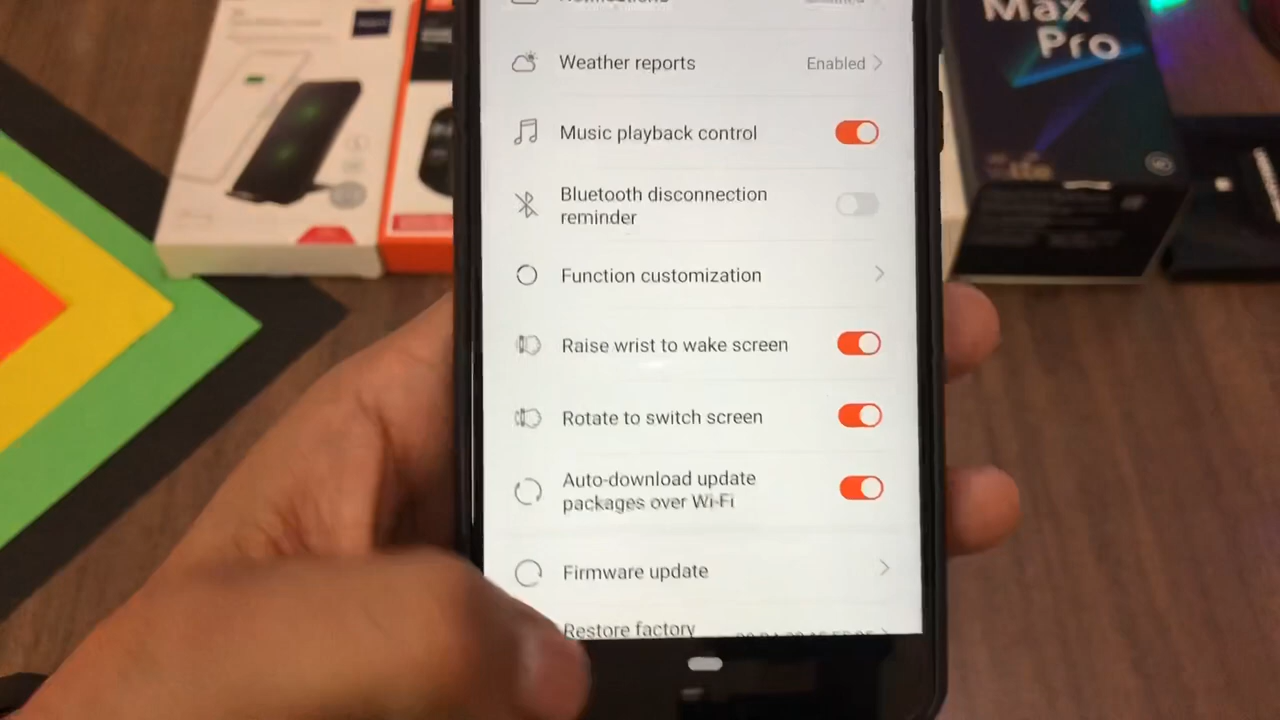 Max
Pro
Weather reports
Enabled
Music playback control
Bluetooth disconnection
reminder
Function customization
Raise wrist to wake screen
Rotate to switch screen
Auto-download update
packages over Wi-Fi
Firmware update
Restore factory